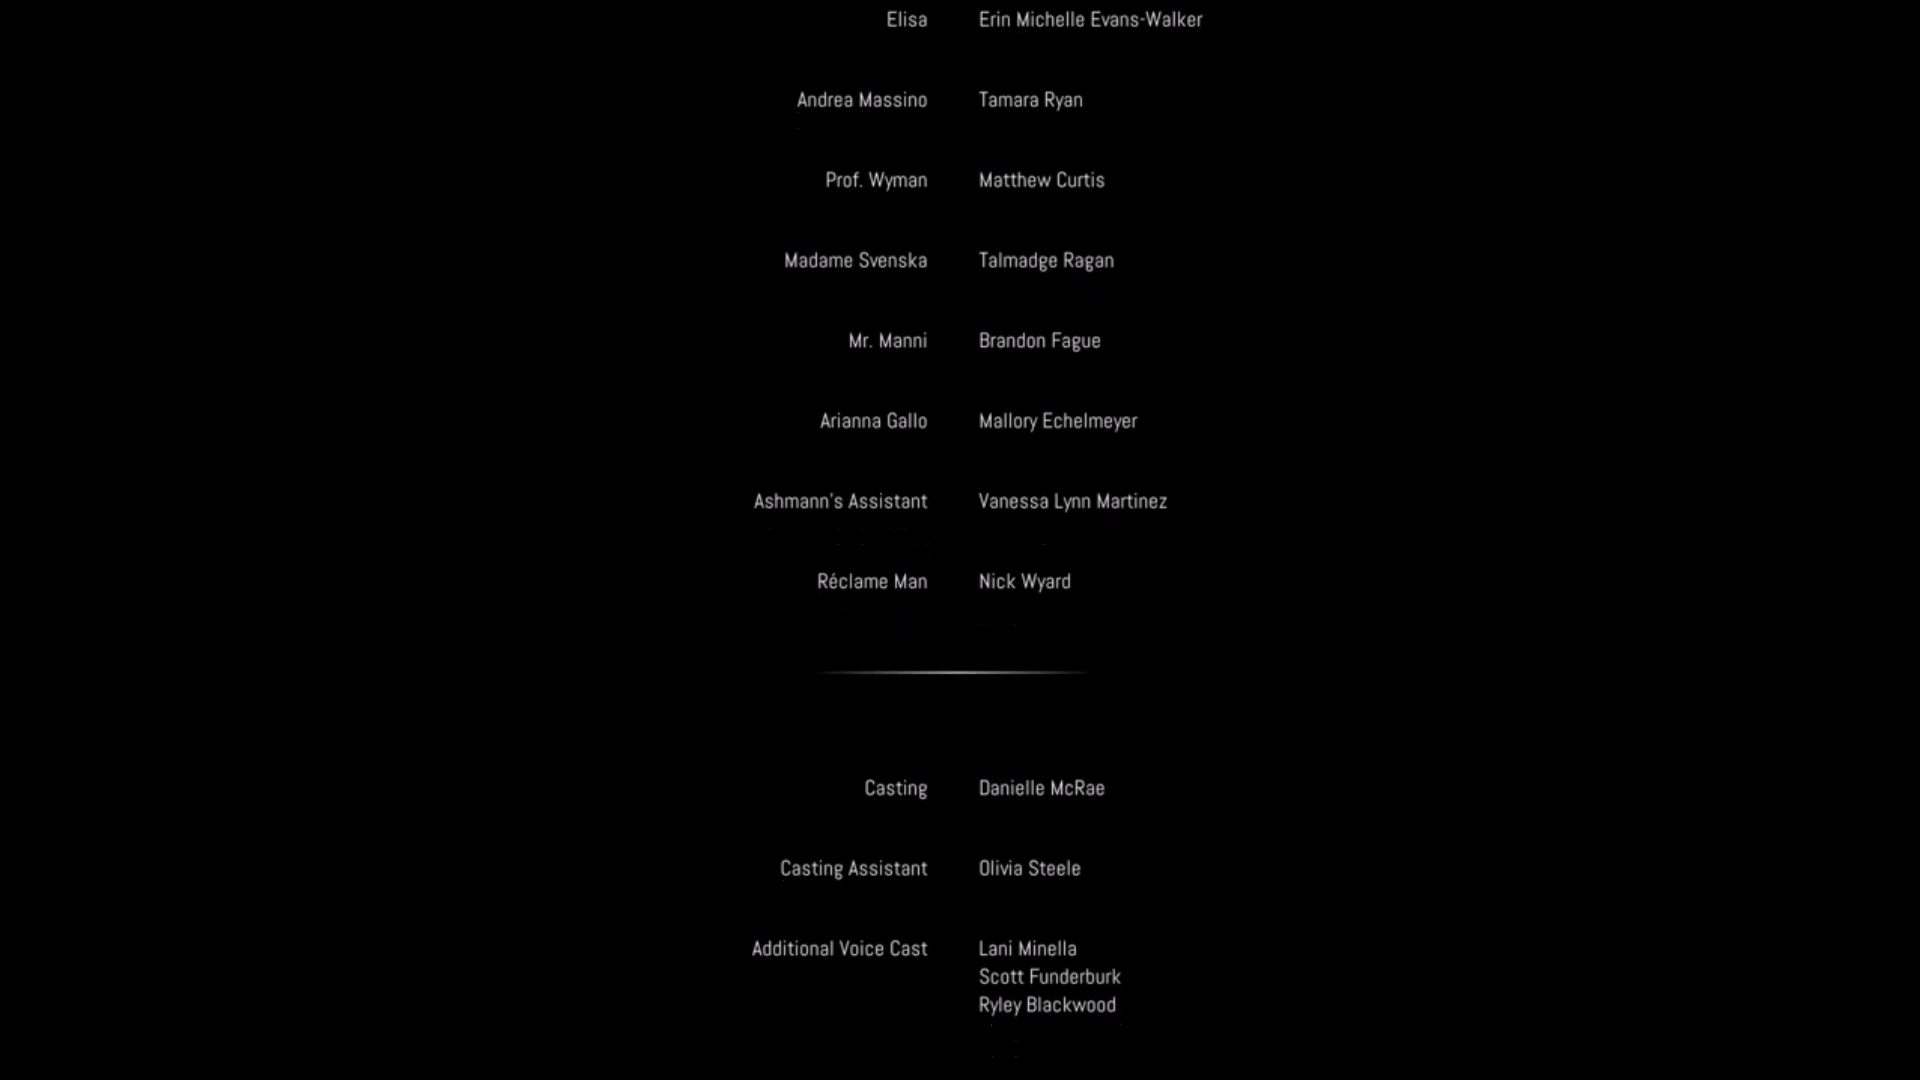 Elisa Erin Michelle Evans-Walker
Andrea Massino Tamara Ryan
Prof. Wyman Matthew Curtis
Madame Svenska Talmadge Ragan
Mr. Manni Brandon Fague
Arianna Gallo Mallory Echelmeyer
Ashmann's Assistant Vanessa Lynn Martinez
Réclame Man Nick Wyard
Casting Danielle McRae
Casting Assistant Olivia Steele
Additional Voice Cast Lani Minella
Scott Funderburk
Ryley Blackwood